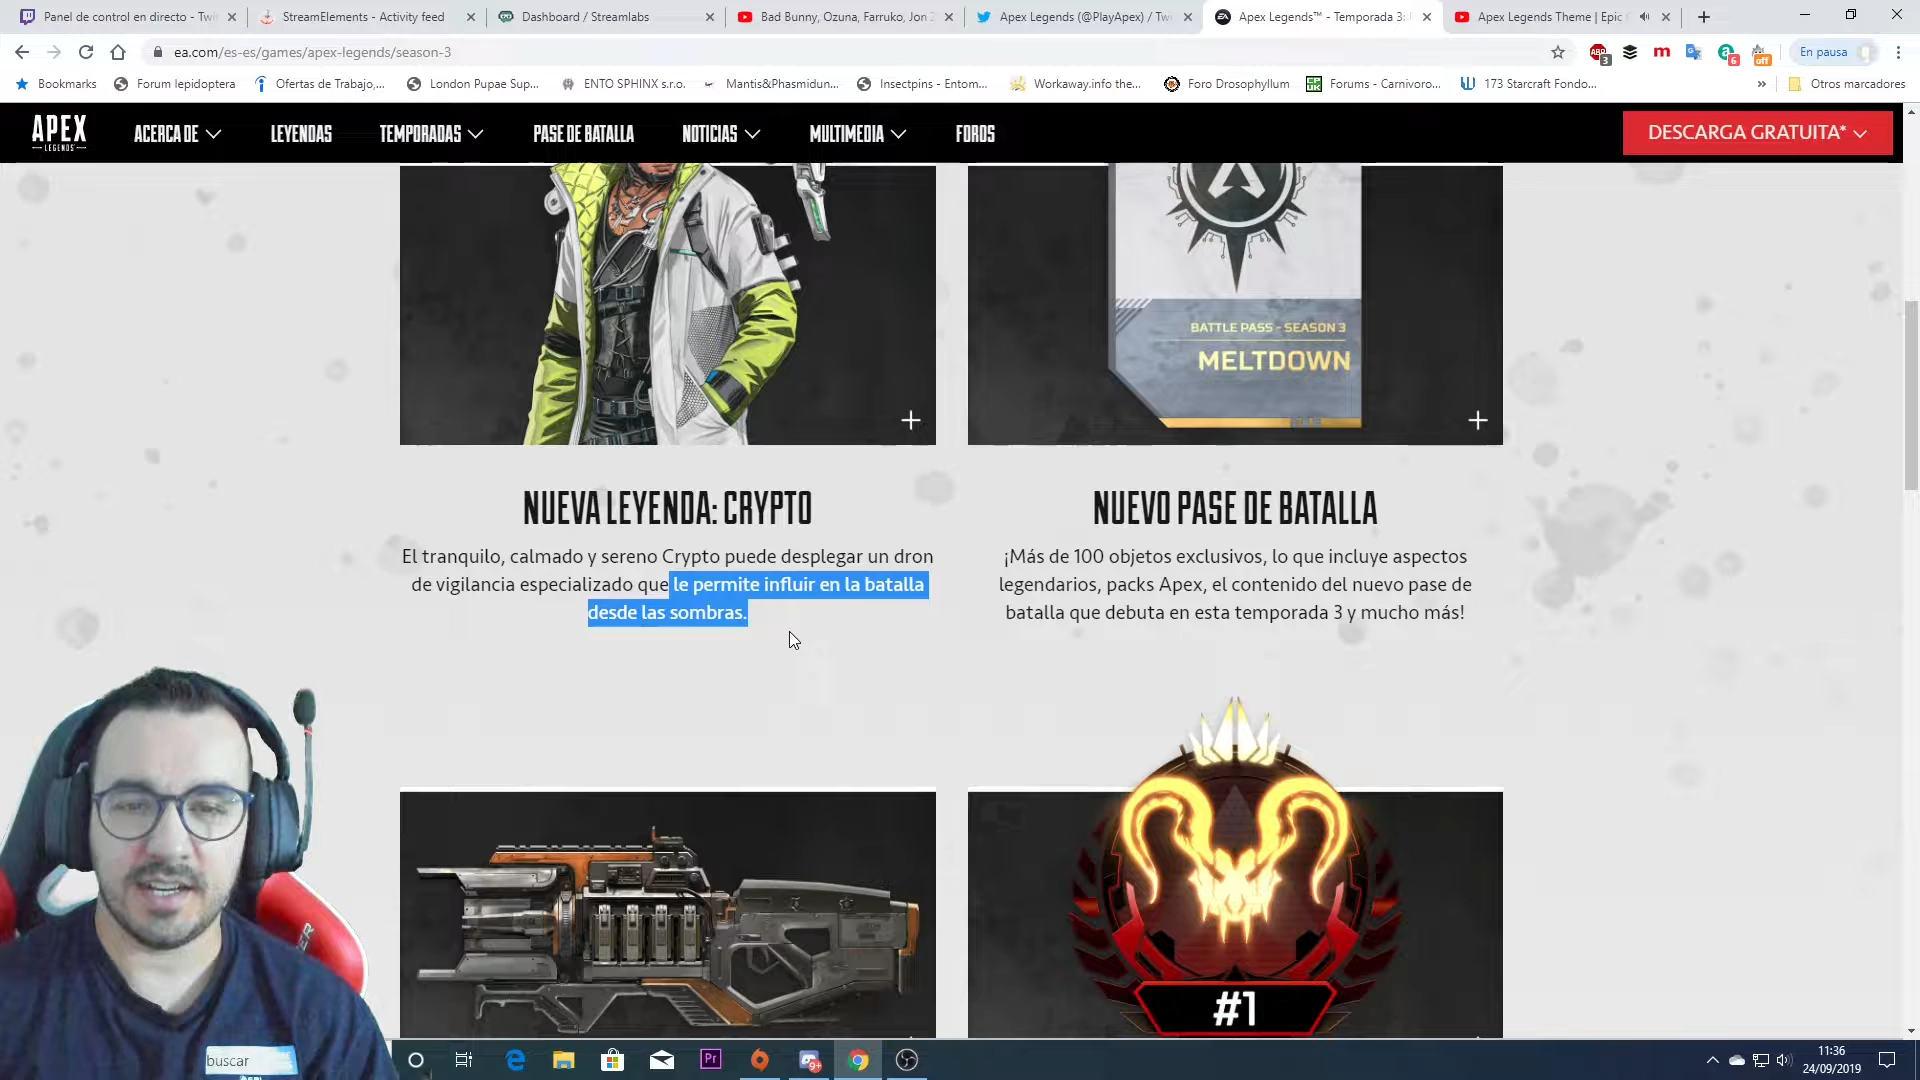 Panel de control en directo - Twi
StreamElements - Activity feed
Dashboard / Streamlabs
Bad Bunny, Ozuna, Farruko, Jon Z
Apex Legends (@PlayApex) / Tw
Apex Legends™ - Temporada 3:
Apex Legends Theme | Epic
ea.com/es-es/games/apex-legends/season-3
ABP
3
m
6
off
En pausa
Bookmarks
Forum lepidoptera
Ofertas de Trabajo,...
London Pupae Sup...
ENTO SPHINX s.r.o.
Mantis&Phasmidun...
Insectpins - Entom...
Workaway.info the...
Foro Drosophyllum
Forums - Carnivoro...
173 Starcraft Fondo...
»
Otros marcadores
APEX
LEGENDS
ACERCA DE
LEYENDAS
TEMPORADAS
PASE DE BATALLA
NOTICIAS
MULTIMEDIA
FOROS
DESCARGA GRATUITA*
BATTLE PASS - SEASON 3
MELTDOWN
NUEVA LEYENDA: CRYPTO
El tranquilo, calmado y sereno Crypto puede desplegar un dron
de vigilancia especializado que le permite influir en la batalla
desde las sombras.
NUEVO PASE DE BATALLA
¡Más de 100 objetos exclusivos, lo que incluye aspectos
legendarios, packs Apex, el contenido del nuevo pase de
batalla que debuta en esta temporada 3 y mucho más!
#1
buscar
Pr
9+
11:36
24/09/2019